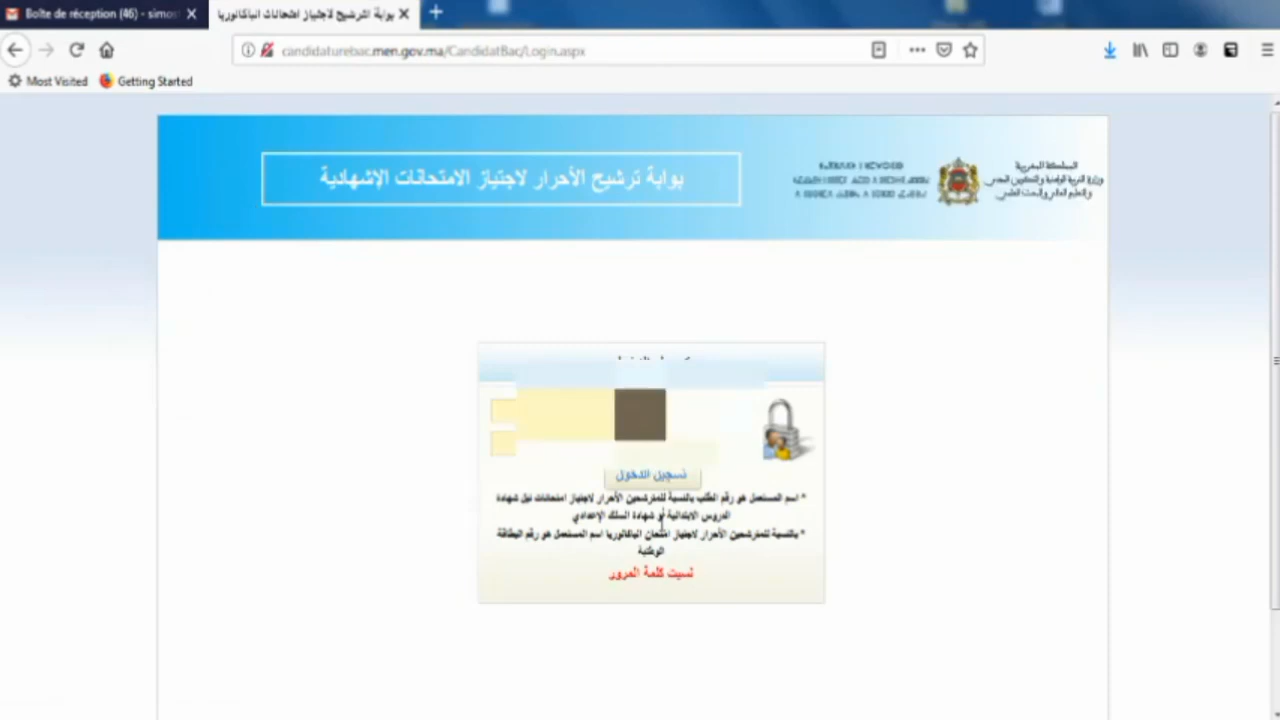 Boîte de réception (46) - simo
بوابة الترشيح لاجتياز امتحانات الباكالوريا
candidaturebac.men.gov.ma/CandidatBac/Login.aspx
Most Visited
Getting Started
بوابة ترشيح الأحرار لاجتياز الامتحانات الإشهادية
المملكة المغربية
وزارة التربية الوطنية والتكوين المهني
والتعليم العالي والبحث العلمي
تسجيل الدخول
* اسم المستعمل هو رقم الطلب بالنسبة للمترشحين الأحرار لاجتياز امتحانات نيل شهادة
الدروس الابتدائية أو شهادة السلك الإعدادي
* بالنسبة للمترشحين الأحرار لاجتياز امتحان الباكالوريا اسم المستعمل هو رقم البطاقة
الوطنية
نسيت كلمة المرور